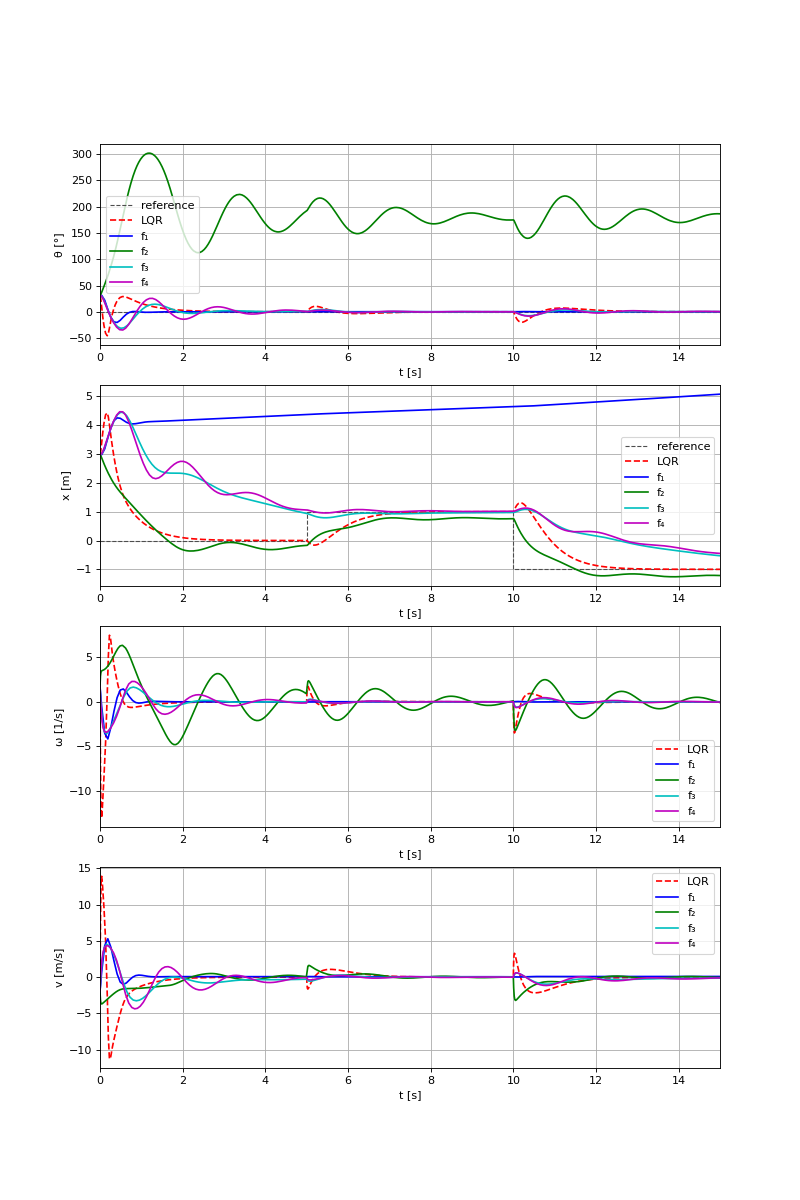 300
250
200
150
100
50
0
−50
θ [°]
reference
LQR
f₁
f₂
f₃
f₄
0 2 4 6 8 10 12 14
t [s]
5
4
3
2
1
0
−1
x [m]
reference
LQR
f₁
f₂
f₃
f₄
0 2 4 6 8 10 12 14
t [s]
5
0
−5
−10
ω [1/s]
LQR
f₁
f₂
f₃
f₄
0 2 4 6 8 10 12 14
t [s]
15
10
5
0
−5
−10
v [m/s]
LQR
f₁
f₂
f₃
f₄
0 2 4 6 8 10 12 14
t [s]